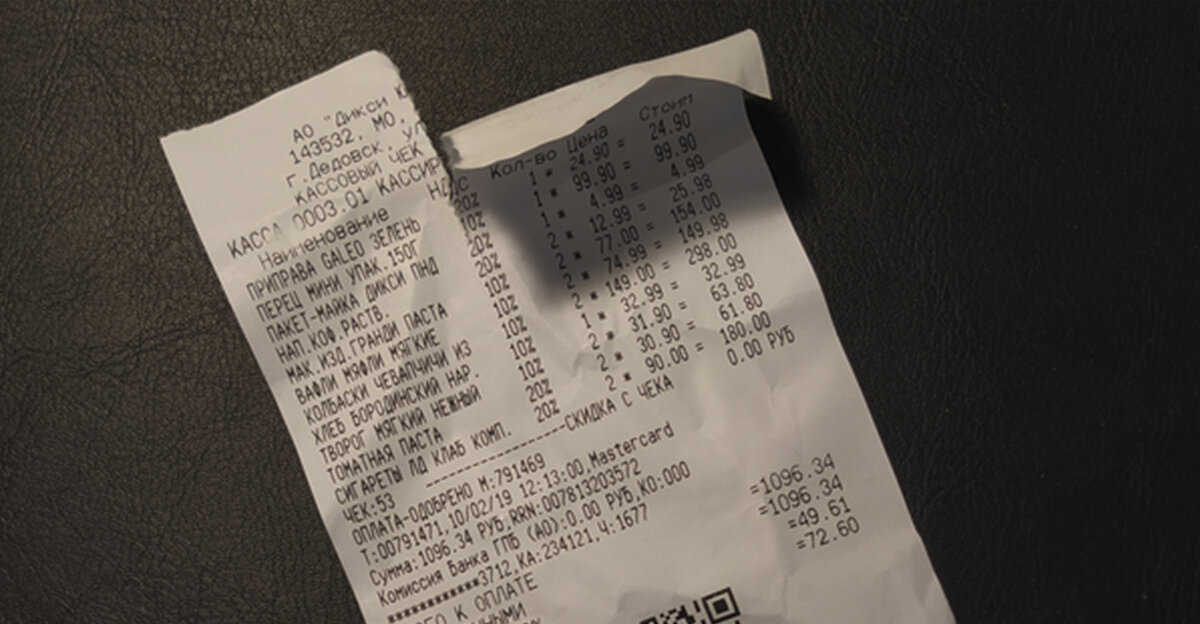 АО "Дикси
143532, МО,
г.Дедовск, ул
КАССОВЫЙ ЧЕК
КАССА 0003.01 КАССИР
Наименование НДС Кол-во Цена Стоим
ПРИПРАВА GALEO ЗЕЛЕНЬ 20% 1 * 24.90 = 24.90
ПЕРЕЦ МИНИ УПАК.150Г 10% 1 * 99.90 = 99.90
ПАКЕТ-МАЙКА ДИКСИ ПНД 20% 1 * 4.99 = 4.99
НАП.КОФ.РАСТВ. 20% 2 * 12.99 = 25.98
МАК.ИЗД.ГРАНДИ ПАСТА 10% 2 * 77.00 = 154.00
ВАФЛИ МЯФЛИ МЯГКИЕ 10% 2 * 74.99 = 149.98
КОЛБАСКИ ЧЕВАПЧИЧИ ИЗ 10% 2 * 149.00 = 298.00
ХЛЕБ БОРОДИНСКИЙ НАР. 10% 1 * 32.99 = 32.99
ТВОРОГ МЯГКИЙ НЕЖНЫЙ 10% 2 * 31.90 = 63.80
ТОМАТНАЯ ПАСТА 20% 2 * 30.90 = 61.80
СИГАРЕТЫ ЛД КЛАБ КОМП. 20% 2 * 90.00 = 180.00
ЧЕК:53 ----------------СКИДКА С ЧЕКА 0.00 РУБ
ОПЛАТА-ОДОБРЕНО М:791469
Т:00791471,10/02/19 12:13:00,Mastercard
Сумма:1096.34 РУБ,RRN:007813203572
Комиссия Банка ГПБ (АО):0.00 РУБ,КО:000
************3712,КА:234121,Ч:1677
К ОПЛАТЕ =1096.34
=1096.34
=49.61
=72.60